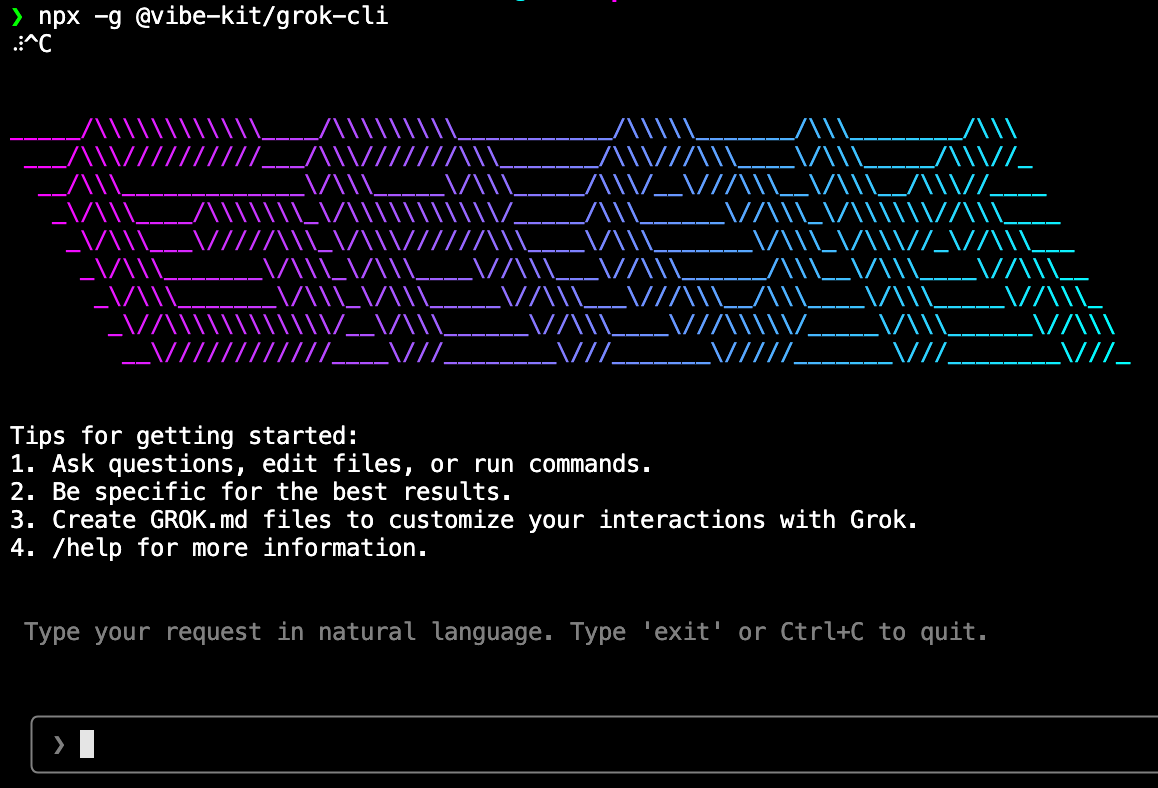 ❯ npx -g @vibe-kit/grok-cli
⠼^C
GROK
Tips for getting started:
1. Ask questions, edit files, or run commands.
2. Be specific for the best results.
3. Create GROK.md files to customize your interactions with Grok.
4. /help for more information.
Type your request in natural language. Type 'exit' or Ctrl+C to quit.
❯